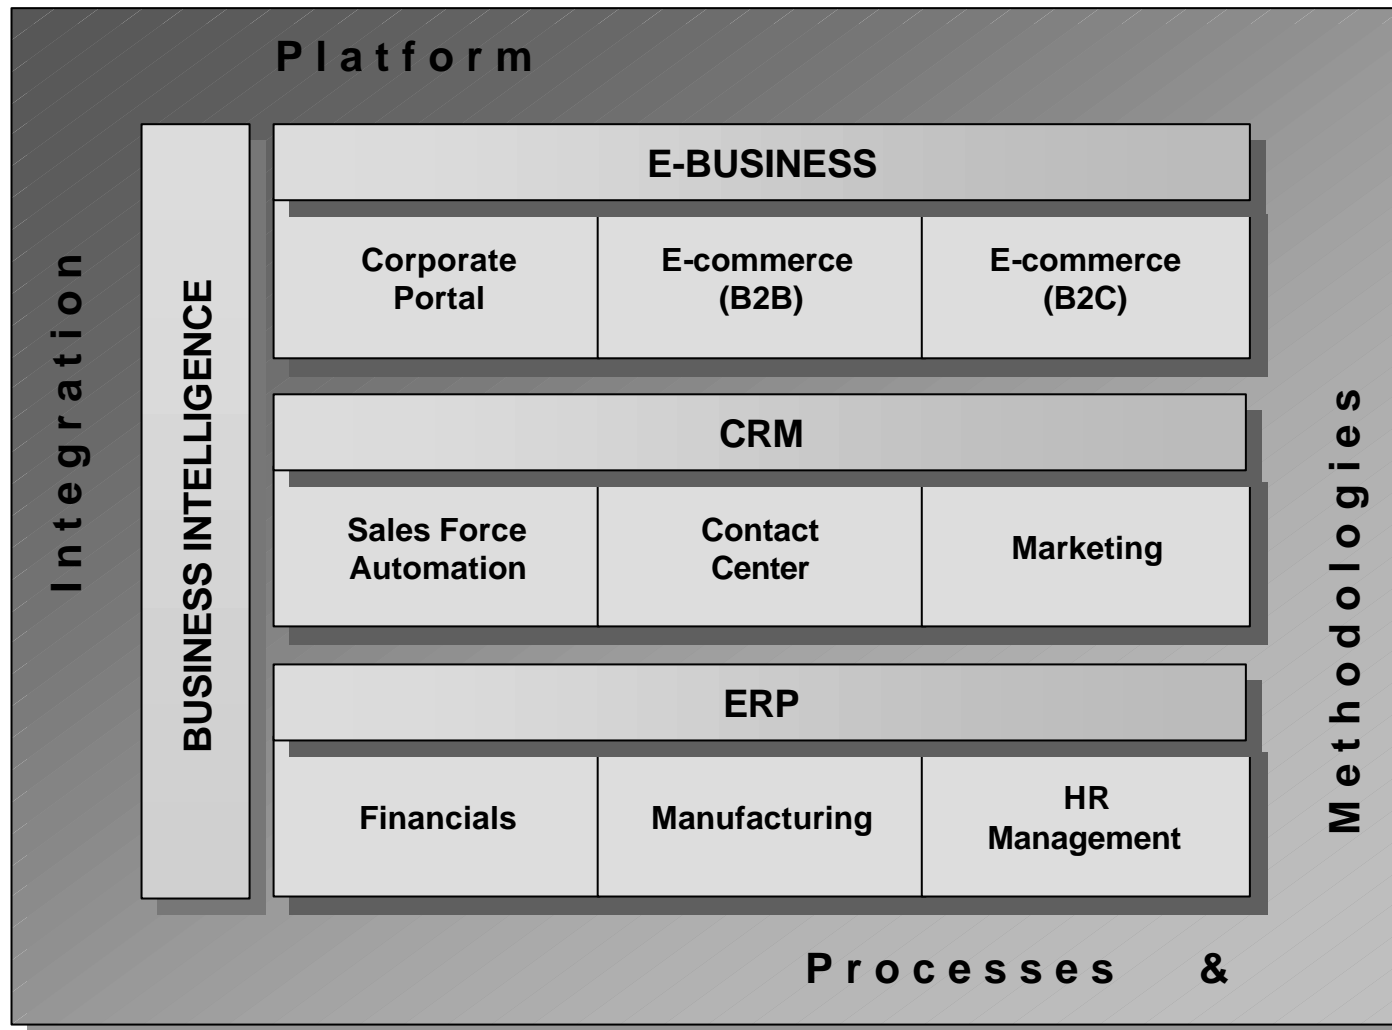 Platform
Integration
BUSINESS INTELLIGENCE
E-BUSINESS
Corporate
Portal
E-commerce
(B2B)
E-commerce
(B2C)
CRM
Sales Force
Automation
Contact
Center
Marketing
ERP
Financials
Manufacturing
HR
Management
Processes &
Methodologies